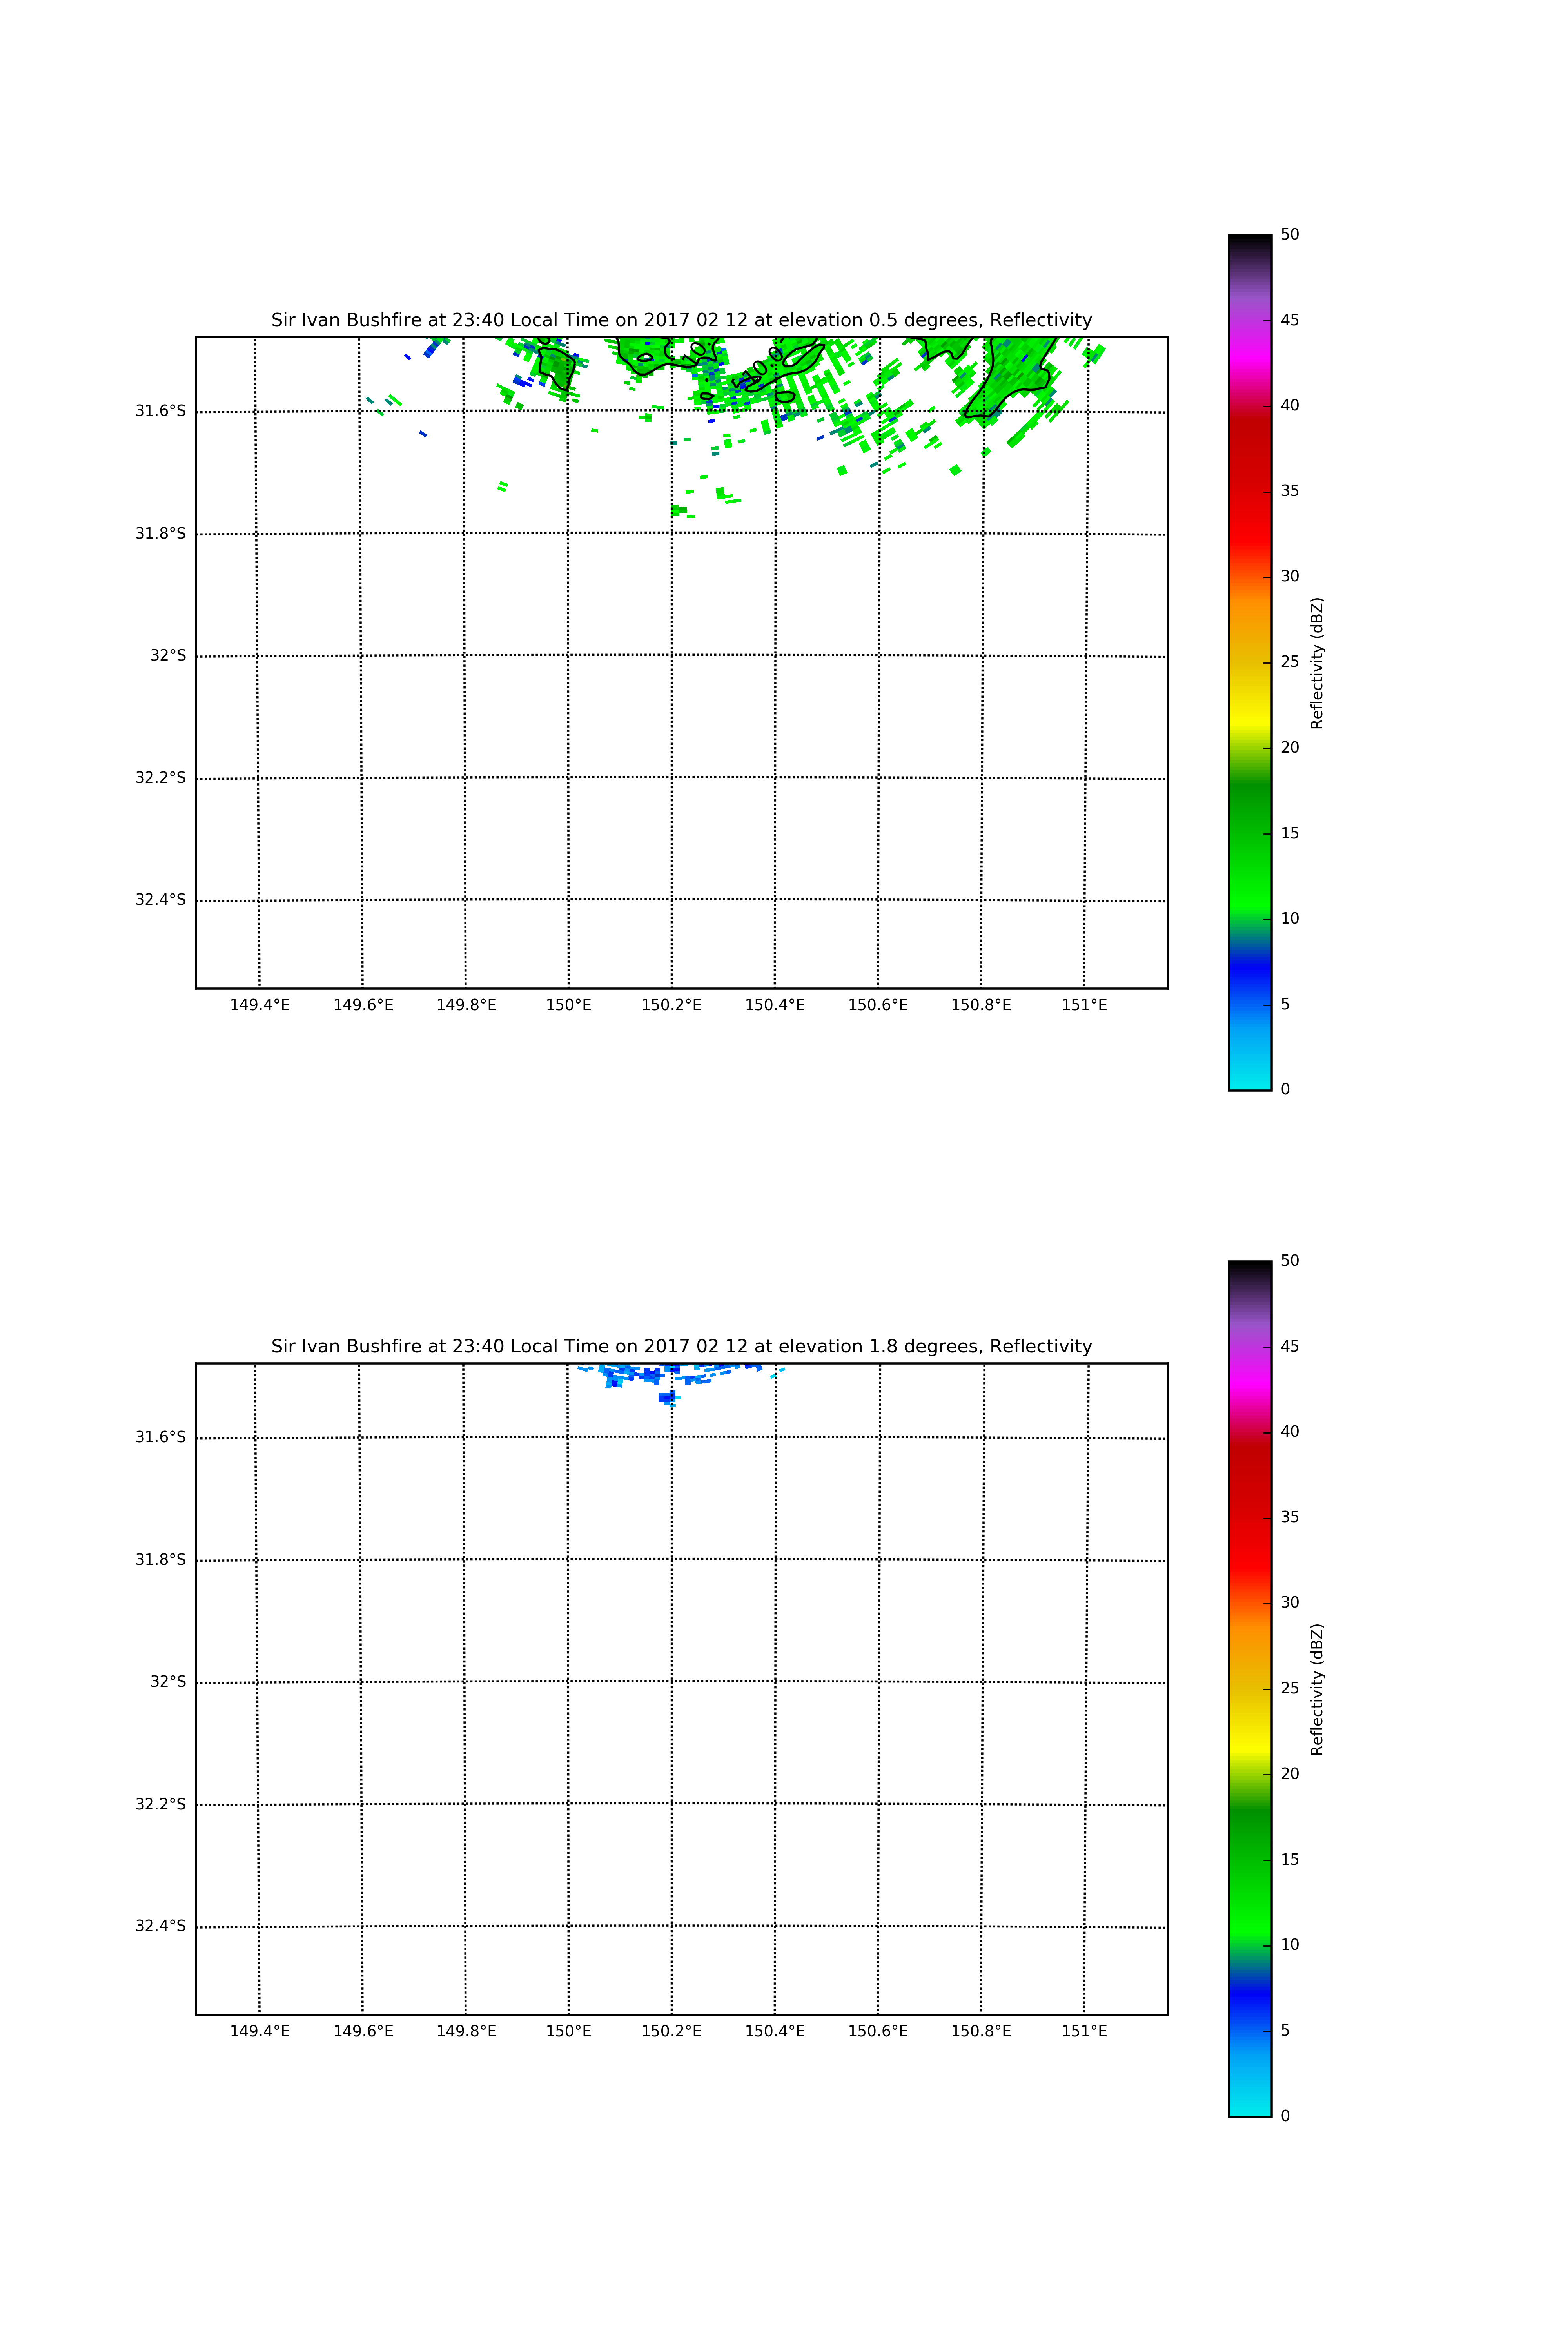 Sir Ivan Bushfire at 23:40 Local Time on 2017 02 12 at elevation 0.5 degrees, Reflectivity
31.6°S
31.8°S
32°S
32.2°S
32.4°S
149.4°E 149.6°E 149.8°E 150°E 150.2°E 150.4°E 150.6°E 150.8°E 151°E
50
45
40
35
30
25
20
15
10
5
0
Reflectivity (dBZ)
Sir Ivan Bushfire at 23:40 Local Time on 2017 02 12 at elevation 1.8 degrees, Reflectivity
31.6°S
31.8°S
32°S
32.2°S
32.4°S
149.4°E 149.6°E 149.8°E 150°E 150.2°E 150.4°E 150.6°E 150.8°E 151°E
50
45
40
35
30
25
20
15
10
5
0
Reflectivity (dBZ)